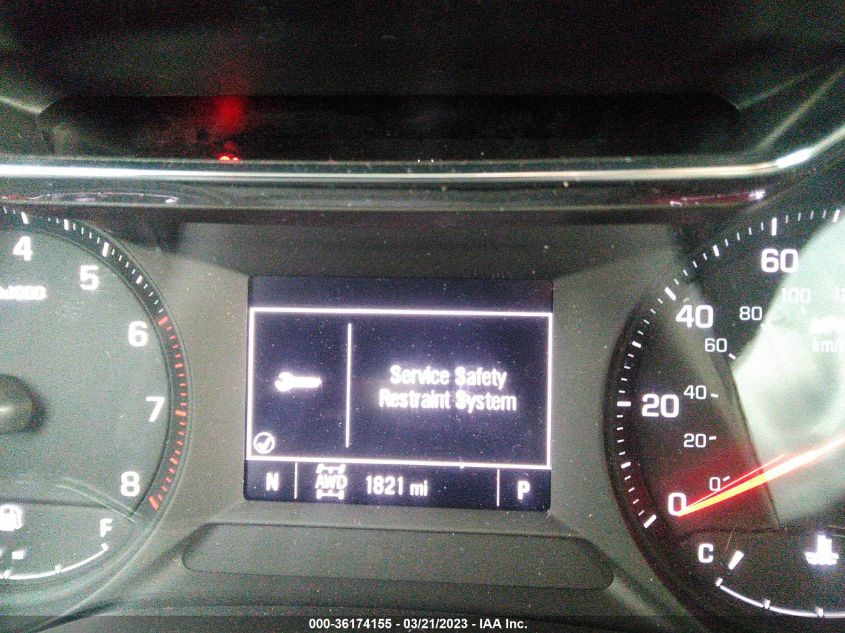 4
5
6
7
8
F
Service Safety
Restraint System
N
AWD
1821 mi
P
60
100
40
80
60
20
40
20
0
0
km/
C
000-36174155 - 03/21/2023 - IAA Inc.